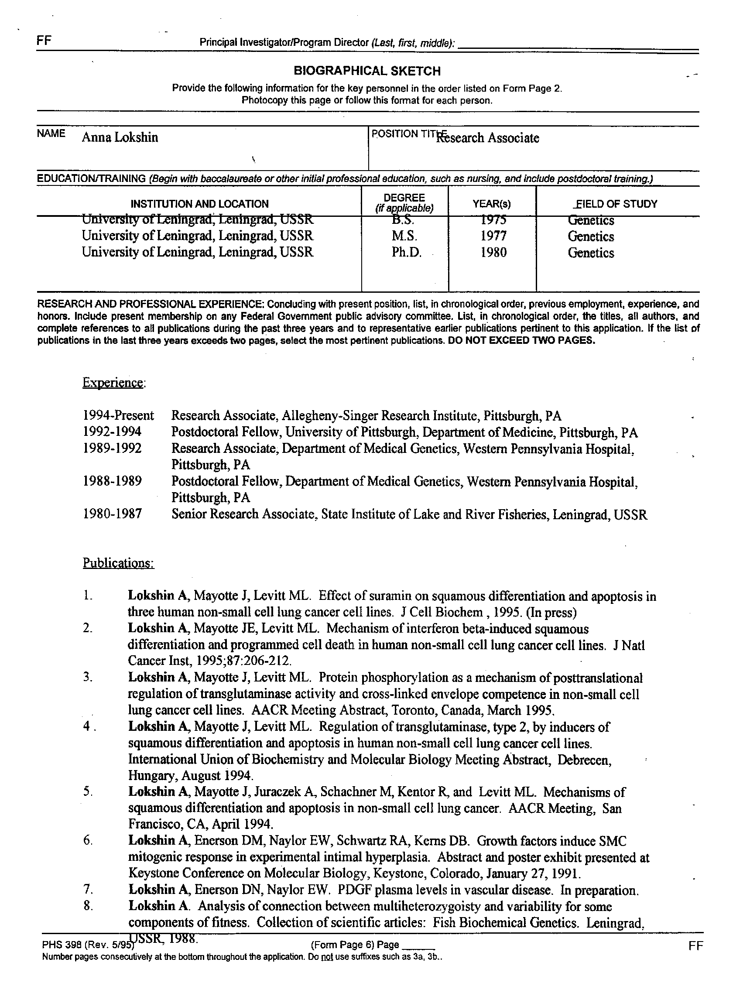 FF
Principal Investigator/Program Director (Last, first, middle):
BIOGRAPHICAL SKETCH
Provide the following information for the key personnel in the order listed on Form Page 2.
Photocopy this page or follow this format for each person.
NAME Anna Lokshin POSITION TITLE Research Associate
EDUCATION/TRAINING (Begin with baccalaureate or other initial professional education, such as nursing, and include postdoctoral training.)
INSTITUTION AND LOCATION DEGREE (if applicable) YEAR(s) FIELD OF STUDY
University of Leningrad, Leningrad, USSR B.S. 1975 Genetics
University of Leningrad, Leningrad, USSR M.S. 1977 Genetics
University of Leningrad, Leningrad, USSR Ph.D. 1980 Genetics
RESEARCH AND PROFESSIONAL EXPERIENCE: Concluding with present position, list, in chronological order, previous employment, experience, and
honors. Include present membership on any Federal Government public advisory committee. List, in chronological order, the titles, all authors, and
complete references to all publications during the past three years and to representative earlier publications pertinent to this application. If the list of
publications in the last three years exceeds two pages, select the most pertinent publications. DO NOT EXCEED TWO PAGES.
Experience:
1994-Present Research Associate, Allegheny-Singer Research Institute, Pittsburgh, PA
1992-1994 Postdoctoral Fellow, University of Pittsburgh, Department of Medicine, Pittsburgh, PA
1989-1992 Research Associate, Department of Medical Genetics, Western Pennsylvania Hospital,
Pittsburgh, PA
1988-1989 Postdoctoral Fellow, Department of Medical Genetics, Western Pennsylvania Hospital,
Pittsburgh, PA
1980-1987 Senior Research Associate, State Institute of Lake and River Fisheries, Leningrad, USSR
Publications:
1. Lokshin A, Mayotte J, Levitt ML. Effect of suramin on squamous differentiation and apoptosis in
three human non-small cell lung cancer cell lines. J Cell Biochem , 1995. (In press)
2. Lokshin A, Mayotte JE, Levitt ML. Mechanism of interferon beta-induced squamous
differentiation and programmed cell death in human non-small cell lung cancer cell lines. J Natl
Cancer Inst, 1995;87:206-212.
3. Lokshin A, Mayotte J, Levitt ML. Protein phosphorylation as a mechanism of posttranslational
regulation of transglutaminase activity and cross-linked envelope competence in non-small cell
lung cancer cell lines. AACR Meeting Abstract, Toronto, Canada, March 1995.
4 . Lokshin A, Mayotte J, Levitt ML. Regulation of transglutaminase, type 2, by inducers of
squamous differentiation and apoptosis in human non-small cell lung cancer cell lines.
International Union of Biochemistry and Molecular Biology Meeting Abstract, Debrecen,
Hungary, August 1994.
5. Lokshin A, Mayotte J, Juraczek A, Schachner M, Kentor R, and Levitt ML. Mechanisms of
squamous differentiation and apoptosis in non-small cell lung cancer. AACR Meeting, San
Francisco, CA, April 1994.
6. Lokshin A, Enerson DM, Naylor EW, Schwartz RA, Kerns DB. Growth factors induce SMC
mitogenic response in experimental intimal hyperplasia. Abstract and poster exhibit presented at
Keystone Conference on Molecular Biology, Keystone, Colorado, January 27, 1991.
7. Lokshin A, Enerson DN, Naylor EW. PDGF plasma levels in vascular disease. In preparation.
8. Lokshin A. Analysis of connection between multiheterozygoisty and variability for some
components of fitness. Collection of scientific articles: Fish Biochemical Genetics. Leningrad,
USSR, 1988.
PHS 398 (Rev. 5/95) (Form Page 6) Page FF
Number pages consecutively at the bottom throughout the application. Do not use suffixes such as 3a, 3b..